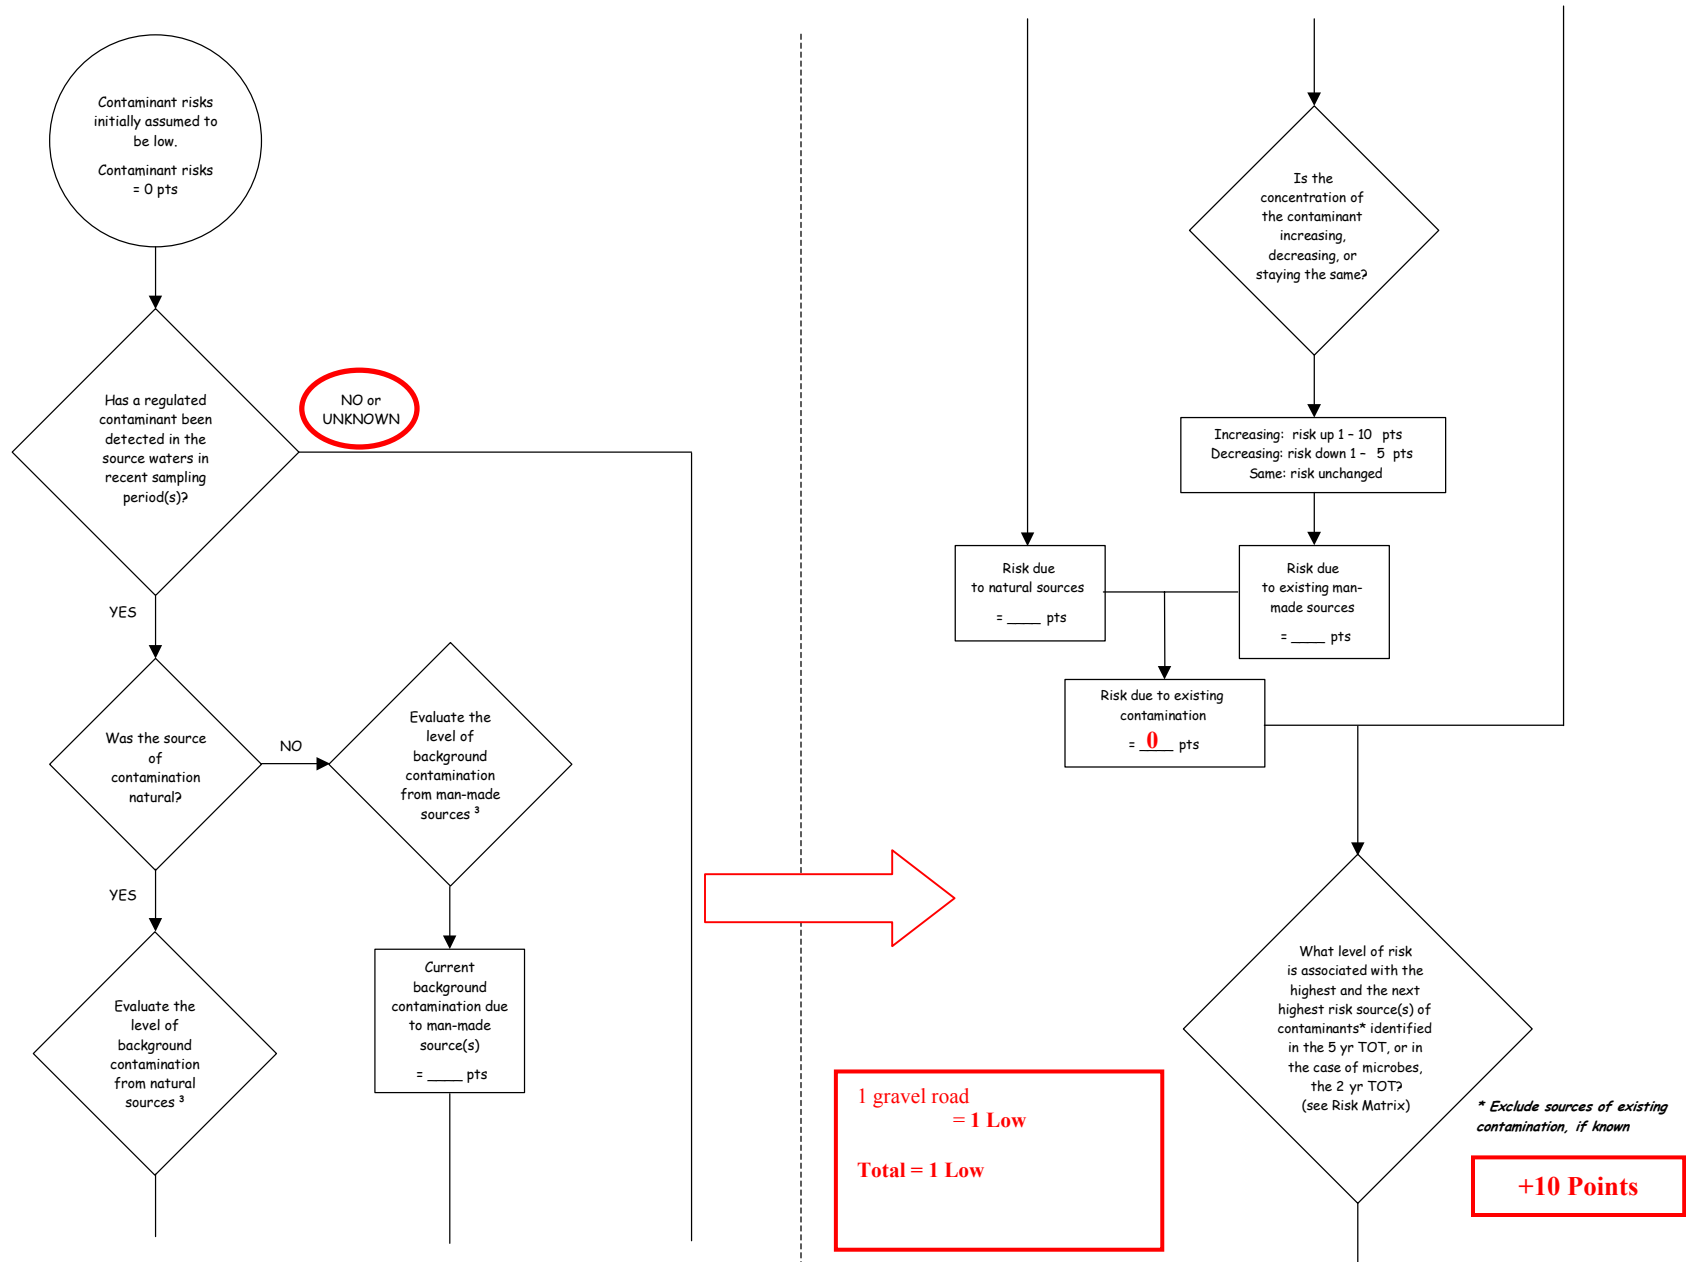 Contaminant risks
initially assumed to
be low.
Contaminant risks
= 0 pts
Has a regulated
contaminant been
detected in the
source waters in
recent sampling
period(s)?
NO or
UNKNOWN
YES
Was the source
of
contamination
natural?
NO
Evaluate the
level of
background
contamination
from man-made
sources ³
YES
Evaluate the
level of
background
contamination
from natural
sources ³
Current
background
contamination due
to man-made
source(s)
= ____ pts
Is the
concentration of
the contaminant
increasing,
decreasing, or
staying the same?
Increasing: risk up 1 – 10 pts
Decreasing: risk down 1 – 5 pts
Same: risk unchanged
Risk due
to natural sources
= ____ pts
Risk due
to existing man-
made sources
= ____ pts
Risk due to existing
contamination
= 0 pts
What level of risk
is associated with the
highest and the next
highest risk source(s) of
contaminants* identified
in the 5 yr TOT, or in
the case of microbes,
the 2 yr TOT?
(see Risk Matrix)
* Exclude sources of existing
contamination, if known
1 gravel road
= 1 Low
Total = 1 Low
+10 Points